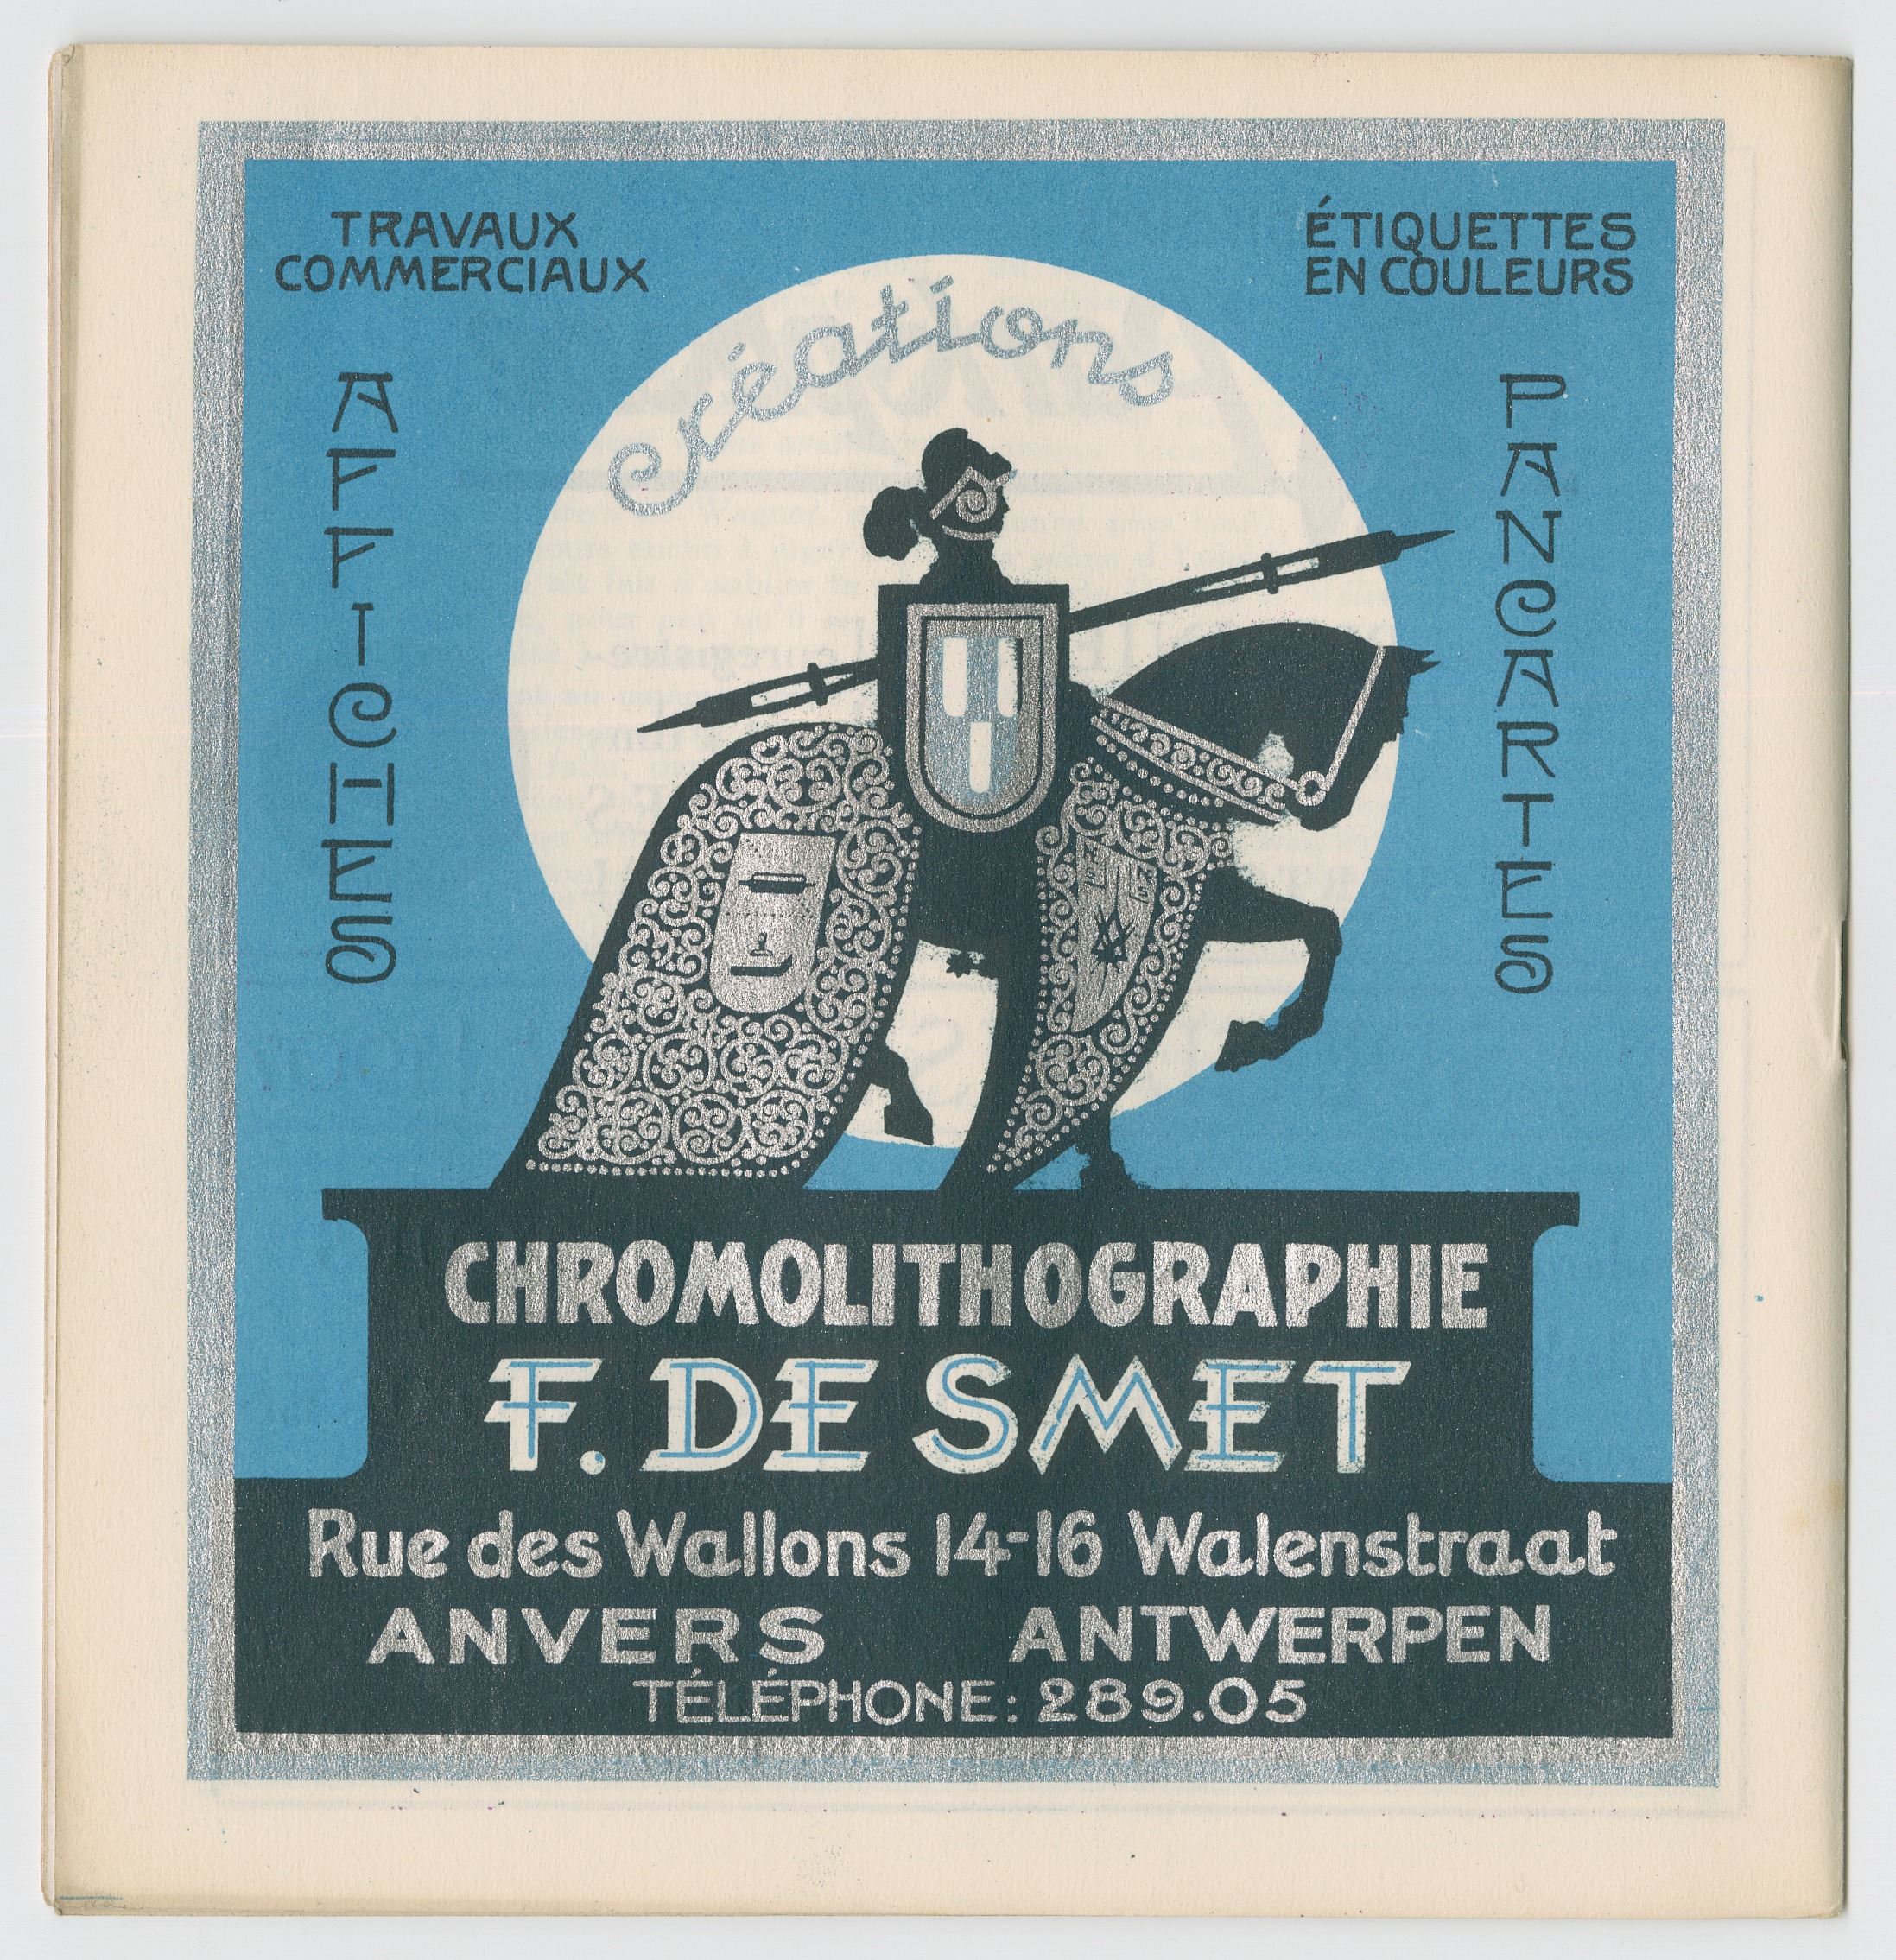 TRAVAUX
COMMERCIAUX
ÉTIQUETTES
EN COULEURS
AFFICHES
Créations
PANCARTES
CHROMOLITHOGRAPHIE
F. DE SMET
Rue des Wallons 14-16 Walenstraat
ANVERS ANTWERPEN
TÉLÉPHONE: 289.05